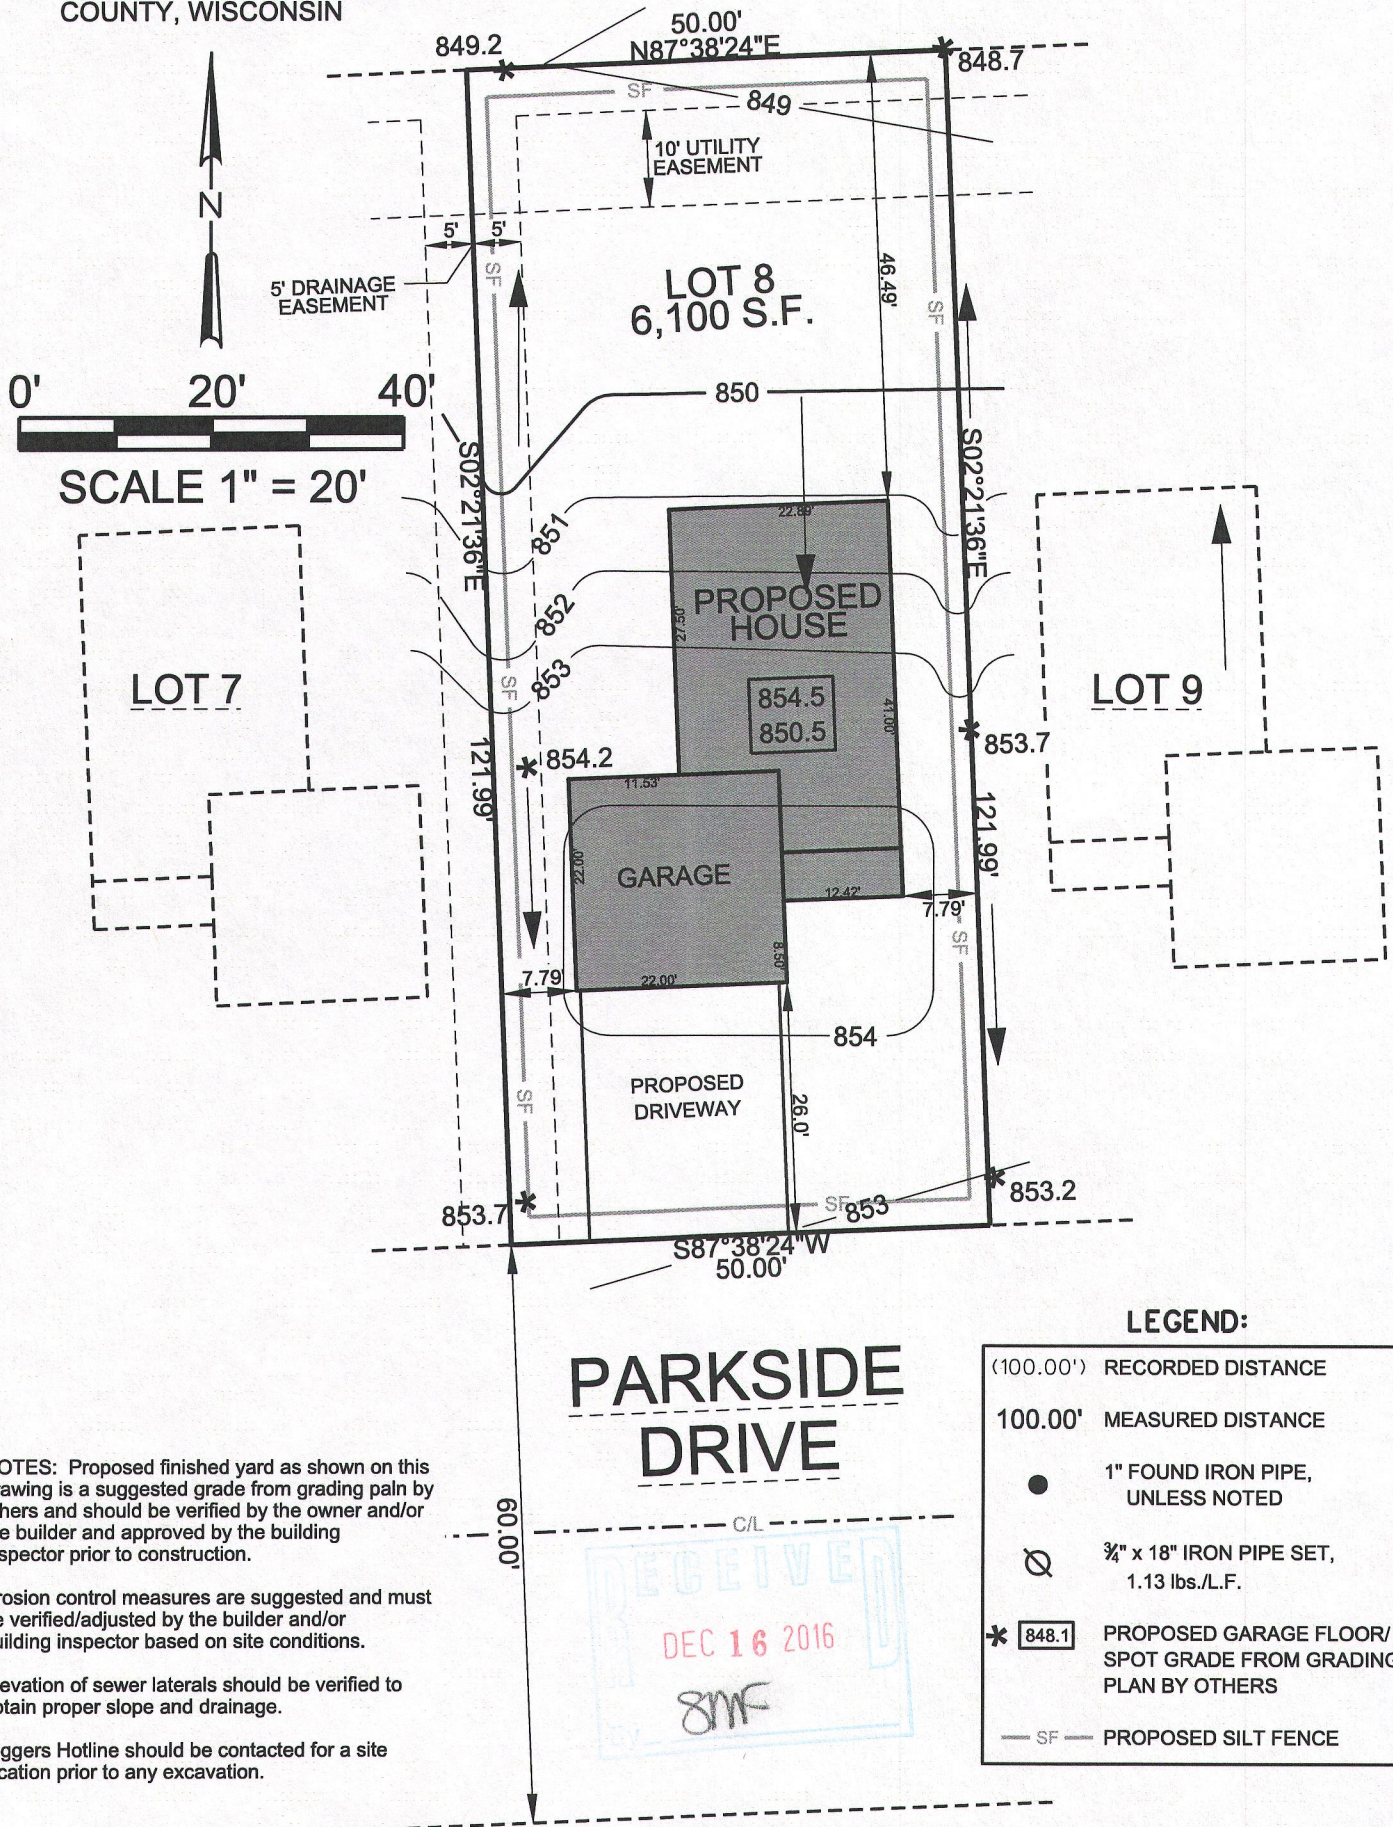 COUNTY, WISCONSIN
50.00'
N87°38'24"E
849.2
848.7
SF
849
10' UTILITY
EASEMENT
N
5'
5'
5' DRAINAGE
EASEMENT
SF
LOT 8
6,100 S.F.
46.49'
SF
0' 20' 40'
SCALE 1" = 20'
850
S02°21'36"E
S02°21'36"E
851
852
853
22.89'
27.50'
PROPOSED
HOUSE
854.5
850.5
41.00'
LOT 7
LOT 9
SF
854.2
853.7
121.99'
121.99'
11.53'
22.00'
GARAGE
12.42'
8.50'
22.00'
7.79'
7.79'
SF
854
PROPOSED
DRIVEWAY
26.0'
SF
853.7
853.2
SF
853
S87°38'24"W
50.00'
PARKSIDE
DRIVE
60.00'
C/L
RECEIVED
DEC 16 2016
SMF
by
LEGEND:
(100.00') RECORDED DISTANCE
100.00' MEASURED DISTANCE
1" FOUND IRON PIPE,
UNLESS NOTED
¾" x 18" IRON PIPE SET,
1.13 lbs./L.F.
848.1 PROPOSED GARAGE FLOOR/
SPOT GRADE FROM GRADING
PLAN BY OTHERS
SF PROPOSED SILT FENCE
OTES: Proposed finished yard as shown on this
rawing is a suggested grade from grading paln by
thers and should be verified by the owner and/or
e builder and approved by the building
spector prior to construction.
rosion control measures are suggested and must
e verified/adjusted by the builder and/or
uilding inspector based on site conditions.
evation of sewer laterals should be verified to
btain proper slope and drainage.
ggers Hotline should be contacted for a site
cation prior to any excavation.